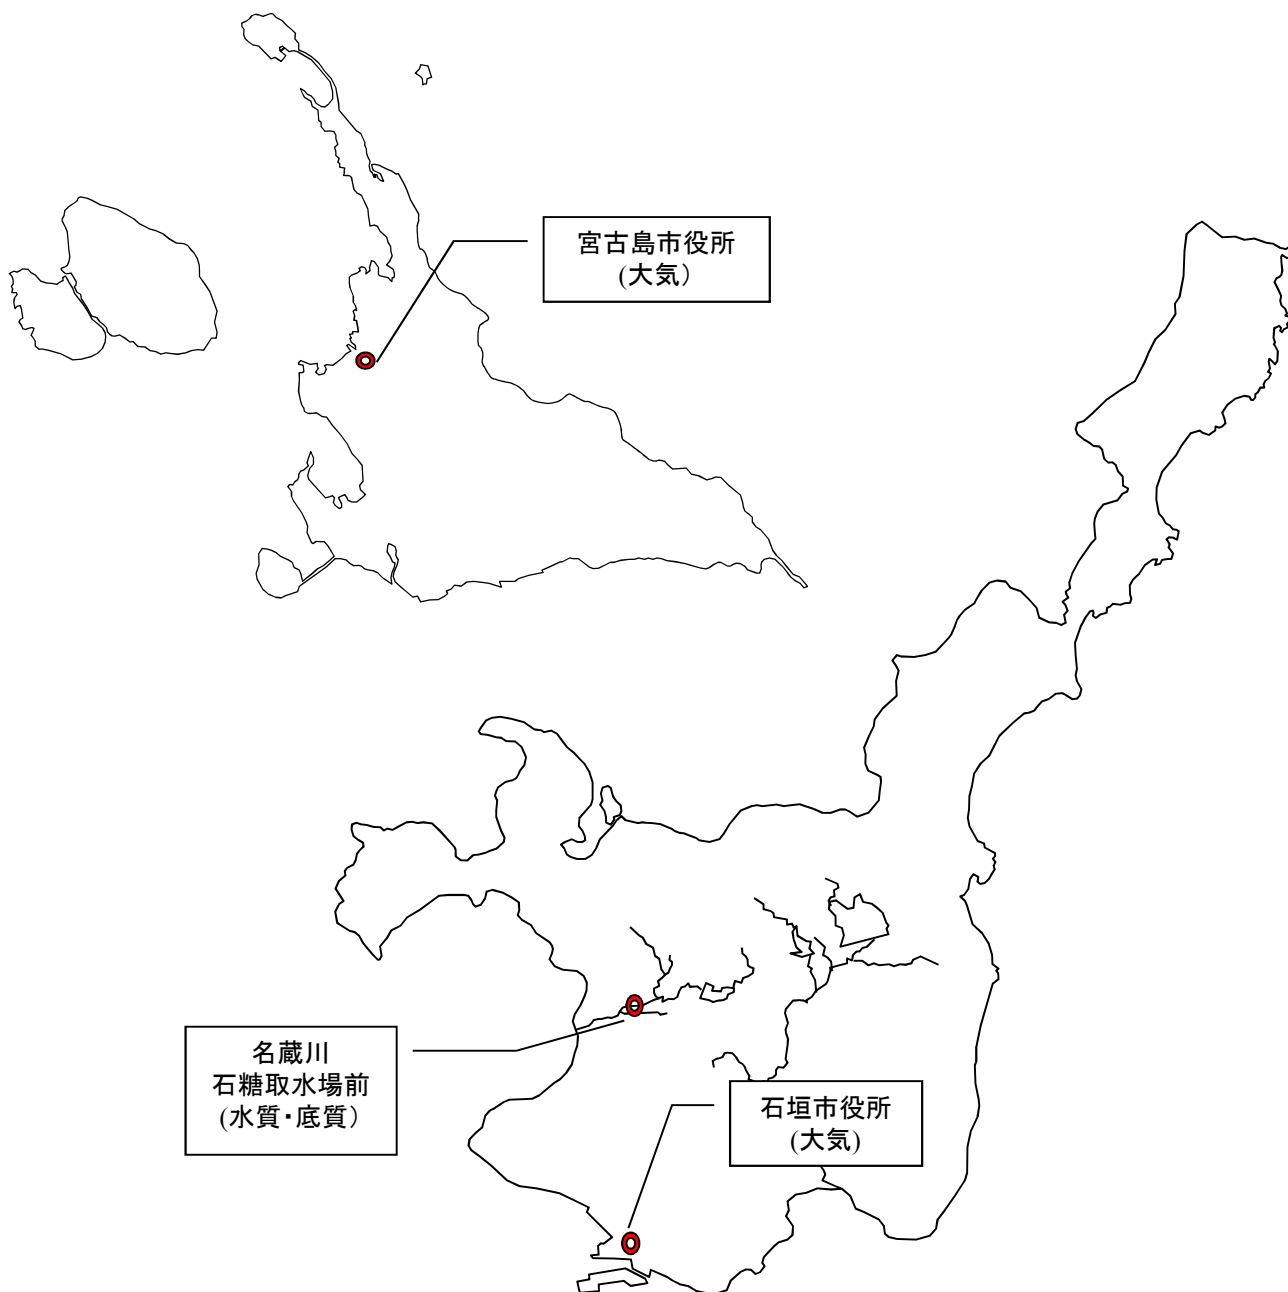 宮古島市役所
(大気）
名蔵川
石糖取水場前
(水質・底質）
石垣市役所
(大気)